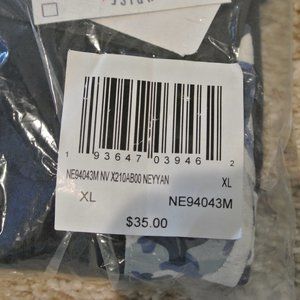 1 93647 03946 2
NE94043M NV X210AB00 NEYYAN XL
XL NE94043M
$35.00